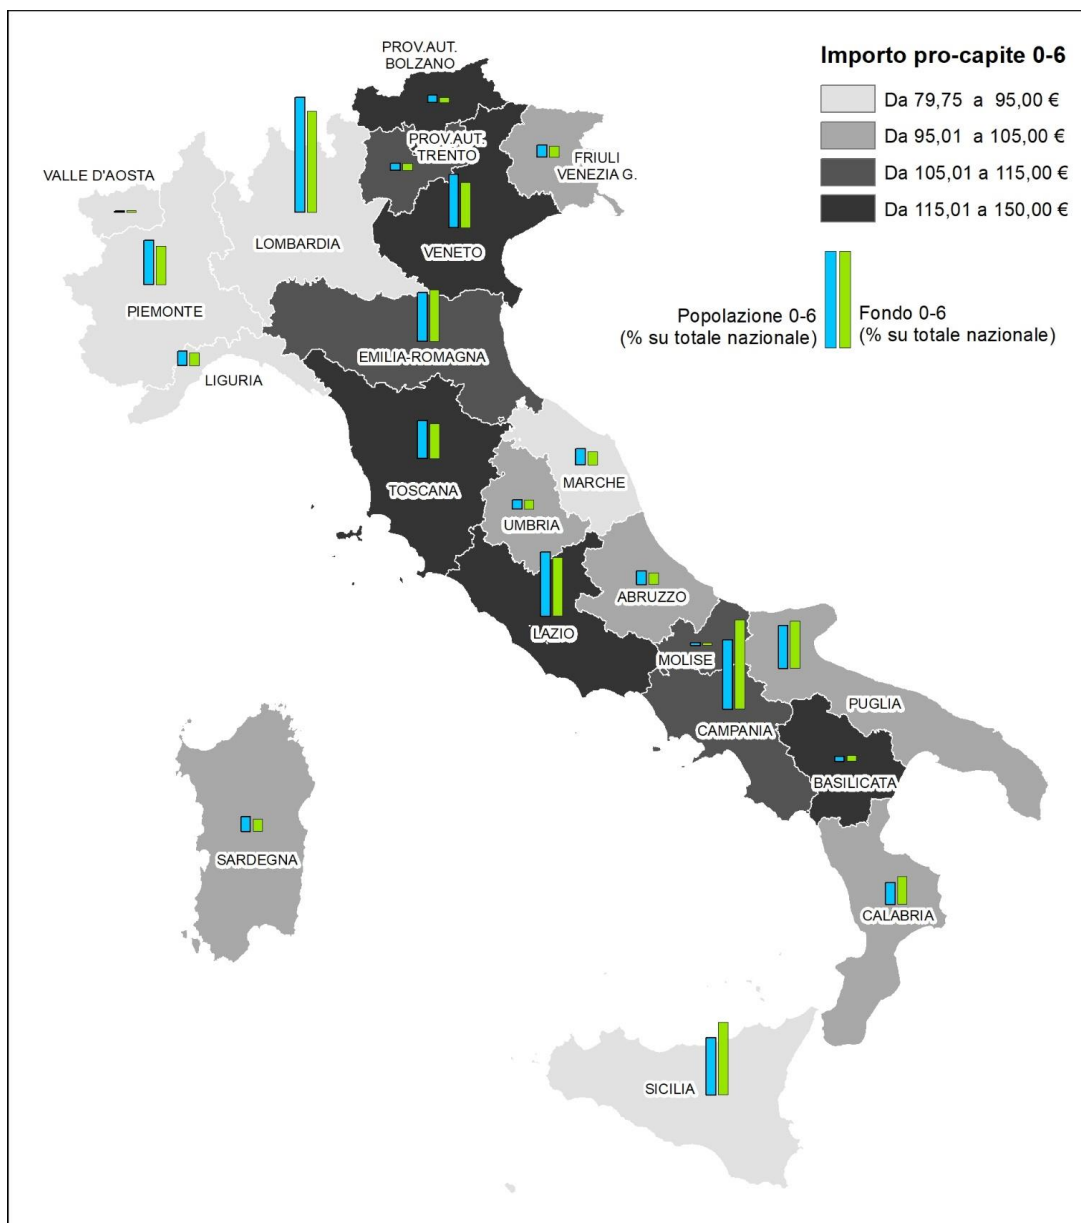 Importo pro-capite 0-6
Da 79,75 a 95,00 €
Da 95,01 a 105,00 €
Da 105,01 a 115,00 €
Da 115,01 a 150,00 €
Popolazione 0-6
(% su totale nazionale)
Fondo 0-6
(% su totale nazionale)
PROV.AUT.
BOLZANO
PROV.AUT.
TRENTO
FRIULI
VENEZIA G.
VALLE D'AOSTA
LOMBARDIA
VENETO
PIEMONTE
EMILIA-ROMAGNA
LIGURIA
TOSCANA
MARCHE
UMBRIA
ABRUZZO
LAZIO
MOLISE
PUGLIA
CAMPANIA
BASILICATA
SARDEGNA
CALABRIA
SICILIA